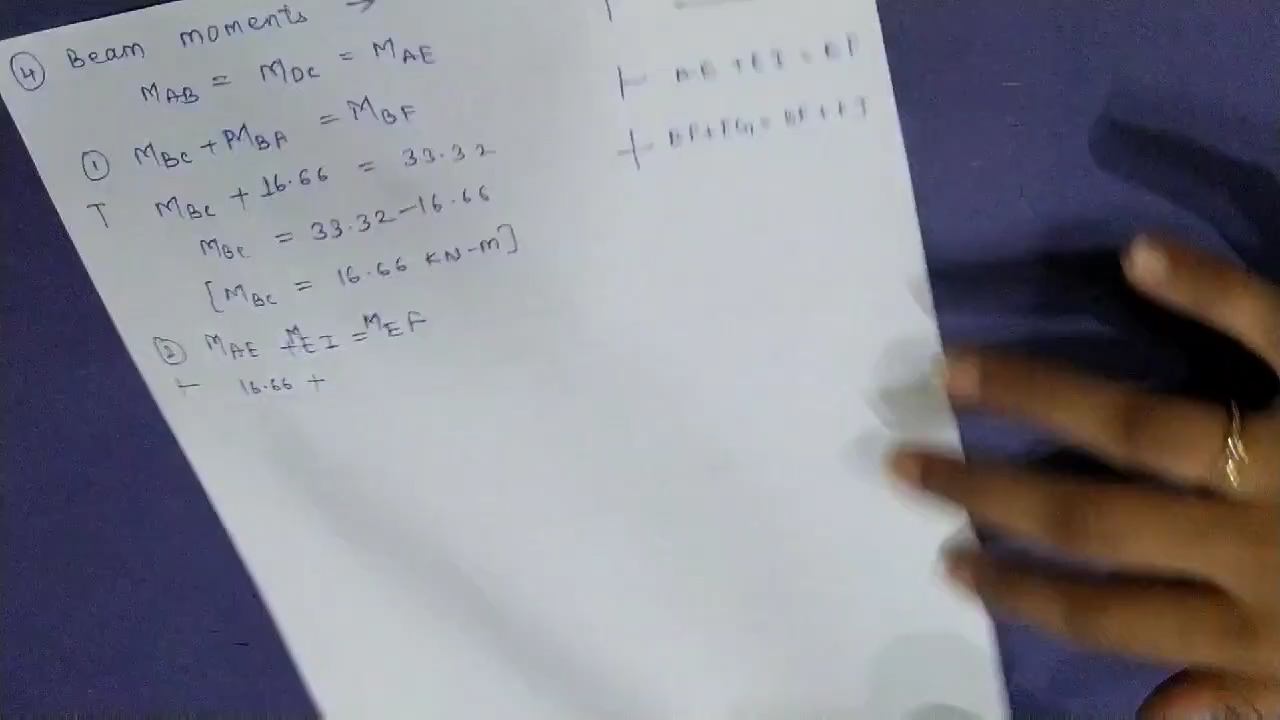 ④ Beam moments →
MAB = MDC = MAE
① MBC + MBA = MBF
T MBC + 16.66 = 33.32
MBC = 33.32 - 16.66
[MBC = 16.66 KN-m]
② MAE + MEI = MEF
⊢ 16.66 +